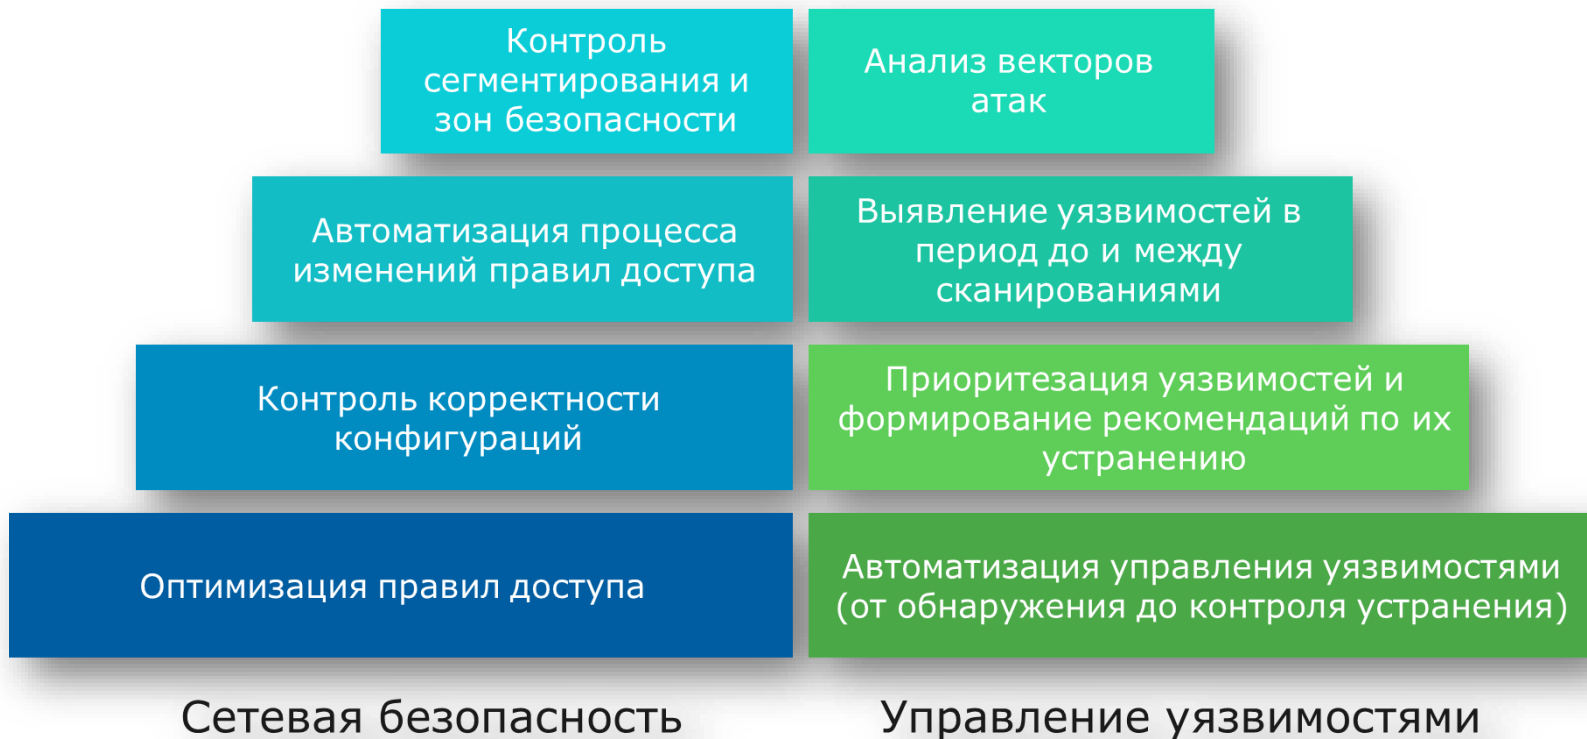 Контроль
сегментирования и
зон безопасности
Анализ векторов
атак
Автоматизация процесса
изменений правил доступа
Выявление уязвимостей в
период до и между
сканированиями
Контроль корректности
конфигураций
Приоритезация уязвимостей и
формирование рекомендаций по их
устранению
Оптимизация правил доступа
Автоматизация управления уязвимостями
(от обнаружения до контроля устранения)
Сетевая безопасность
Управление уязвимостями